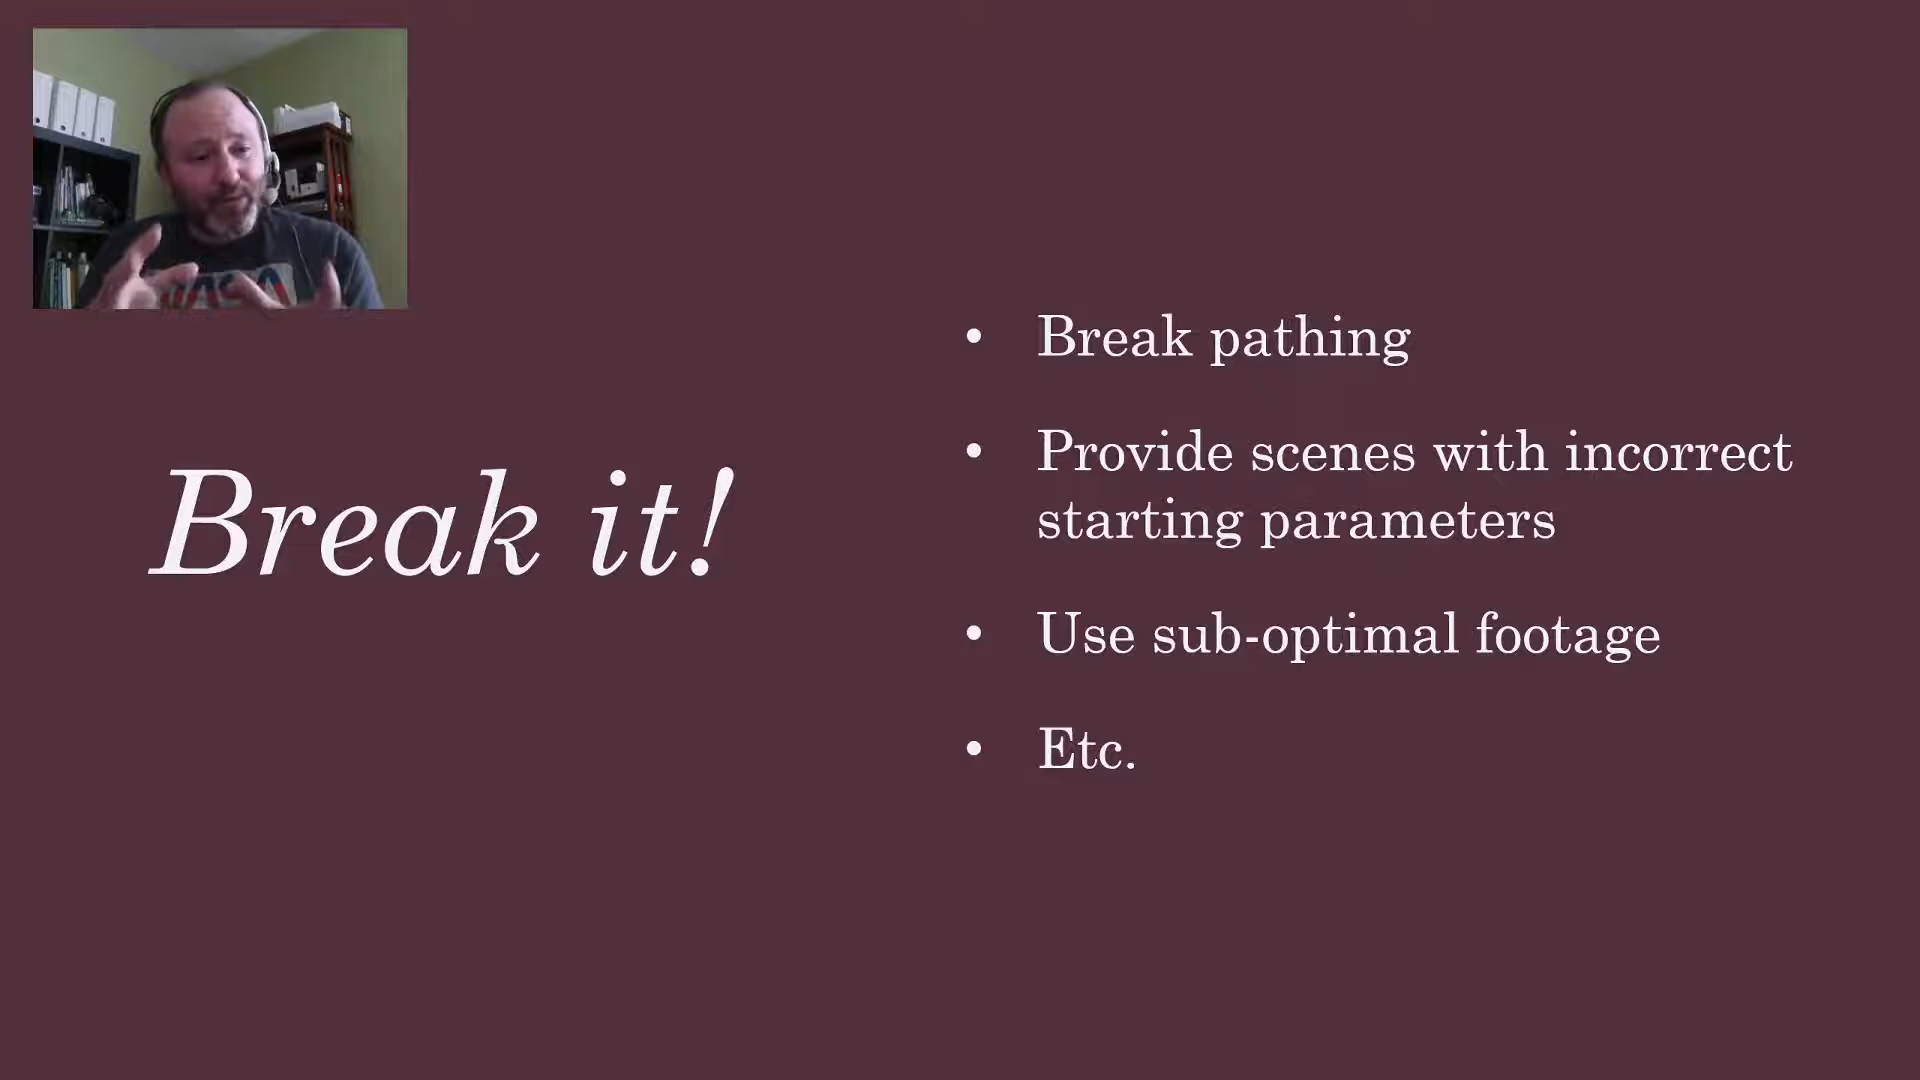 Break it!
• Break pathing
• Provide scenes with incorrect
starting parameters
• Use sub-optimal footage
• Etc.